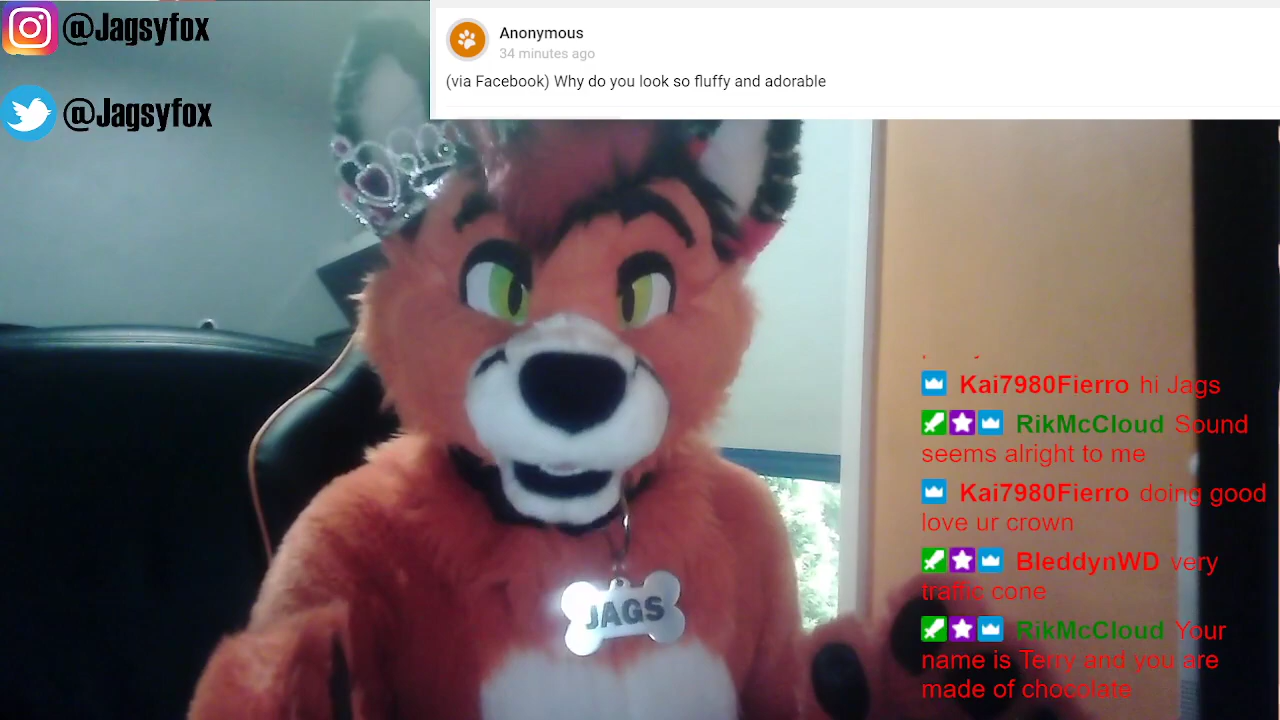 @Jagsyfox
@Jagsyfox
Anonymous
34 minutes ago
(via Facebook) Why do you look so fluffy and adorable
JAGS
Kai7980Fierro hi Jags
RikMcCloud Sound
seems alright to me
Kai7980Fierro doing good
love ur crown
BleddynWD very
traffic cone
RikMcCloud Your
name is Terry and you are
made of chocolate